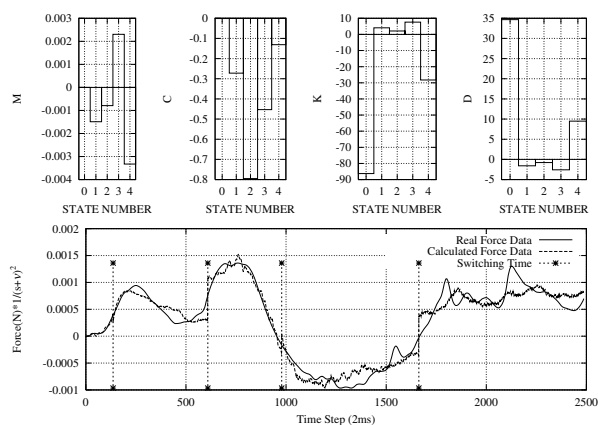 0.003
0.002
0.001
0
-0.001
-0.002
-0.003
-0.004
M
0 1 2 3 4
STATE NUMBER
0
-0.1
-0.2
-0.3
-0.4
-0.5
-0.6
-0.7
-0.8
C
0 1 2 3 4
STATE NUMBER
10
0
-10
-20
-30
-40
-50
-60
-70
-80
-90
K
0 1 2 3 4
STATE NUMBER
35
30
25
20
15
10
5
0
-5
D
0 1 2 3 4
STATE NUMBER
0.002
0.0015
0.001
0.0005
0
-0.0005
-0.001
Force(N)*1/(s+ν)²
Real Force Data
Calculated Force Data
Switching Time
0 500 1000 1500 2000 2500
Time Step (2ms)